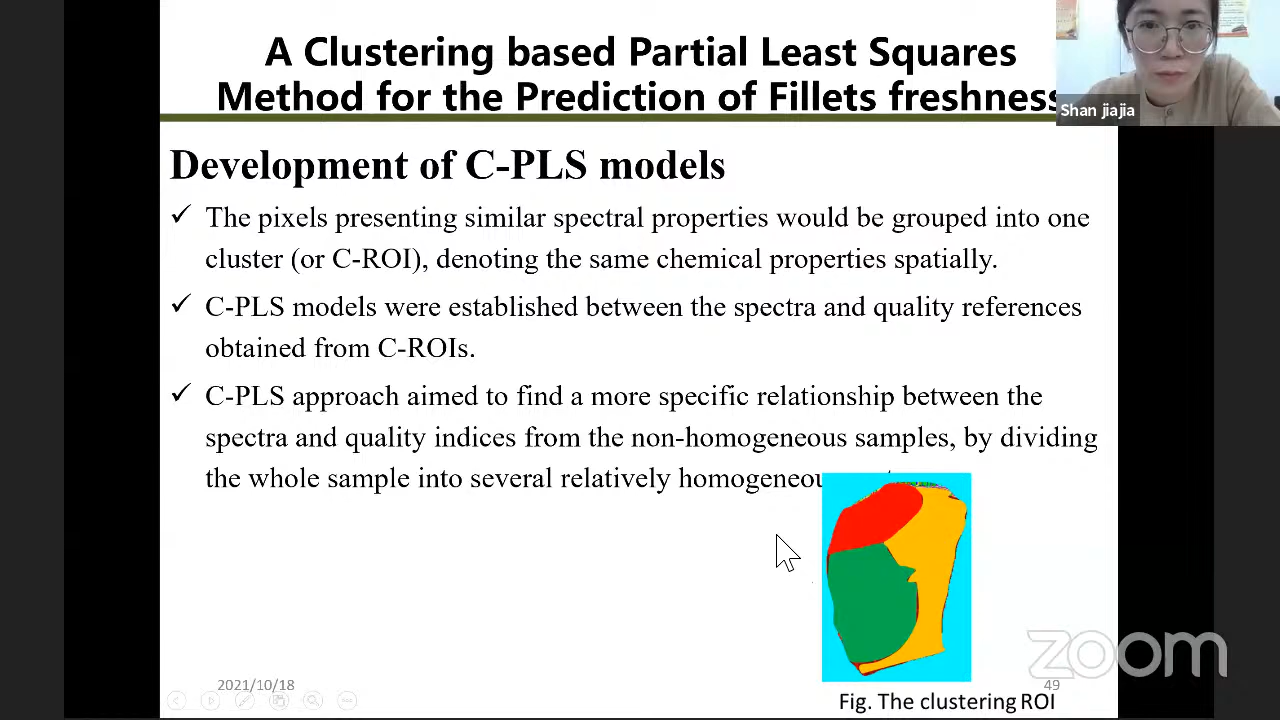 A Clustering based Partial Least Squares
Method for the Prediction of Fillets freshness
Shan jiajia
Development of C-PLS models
✓ The pixels presenting similar spectral properties would be grouped into one
cluster (or C-ROI), denoting the same chemical properties spatially.
✓ C-PLS models were established between the spectra and quality references
obtained from C-ROIs.
✓ C-PLS approach aimed to find a more specific relationship between the
spectra and quality indices from the non-homogeneous samples, by dividing
the whole sample into several relatively
zoom
2021/10/18
49
Fig. The clustering ROI